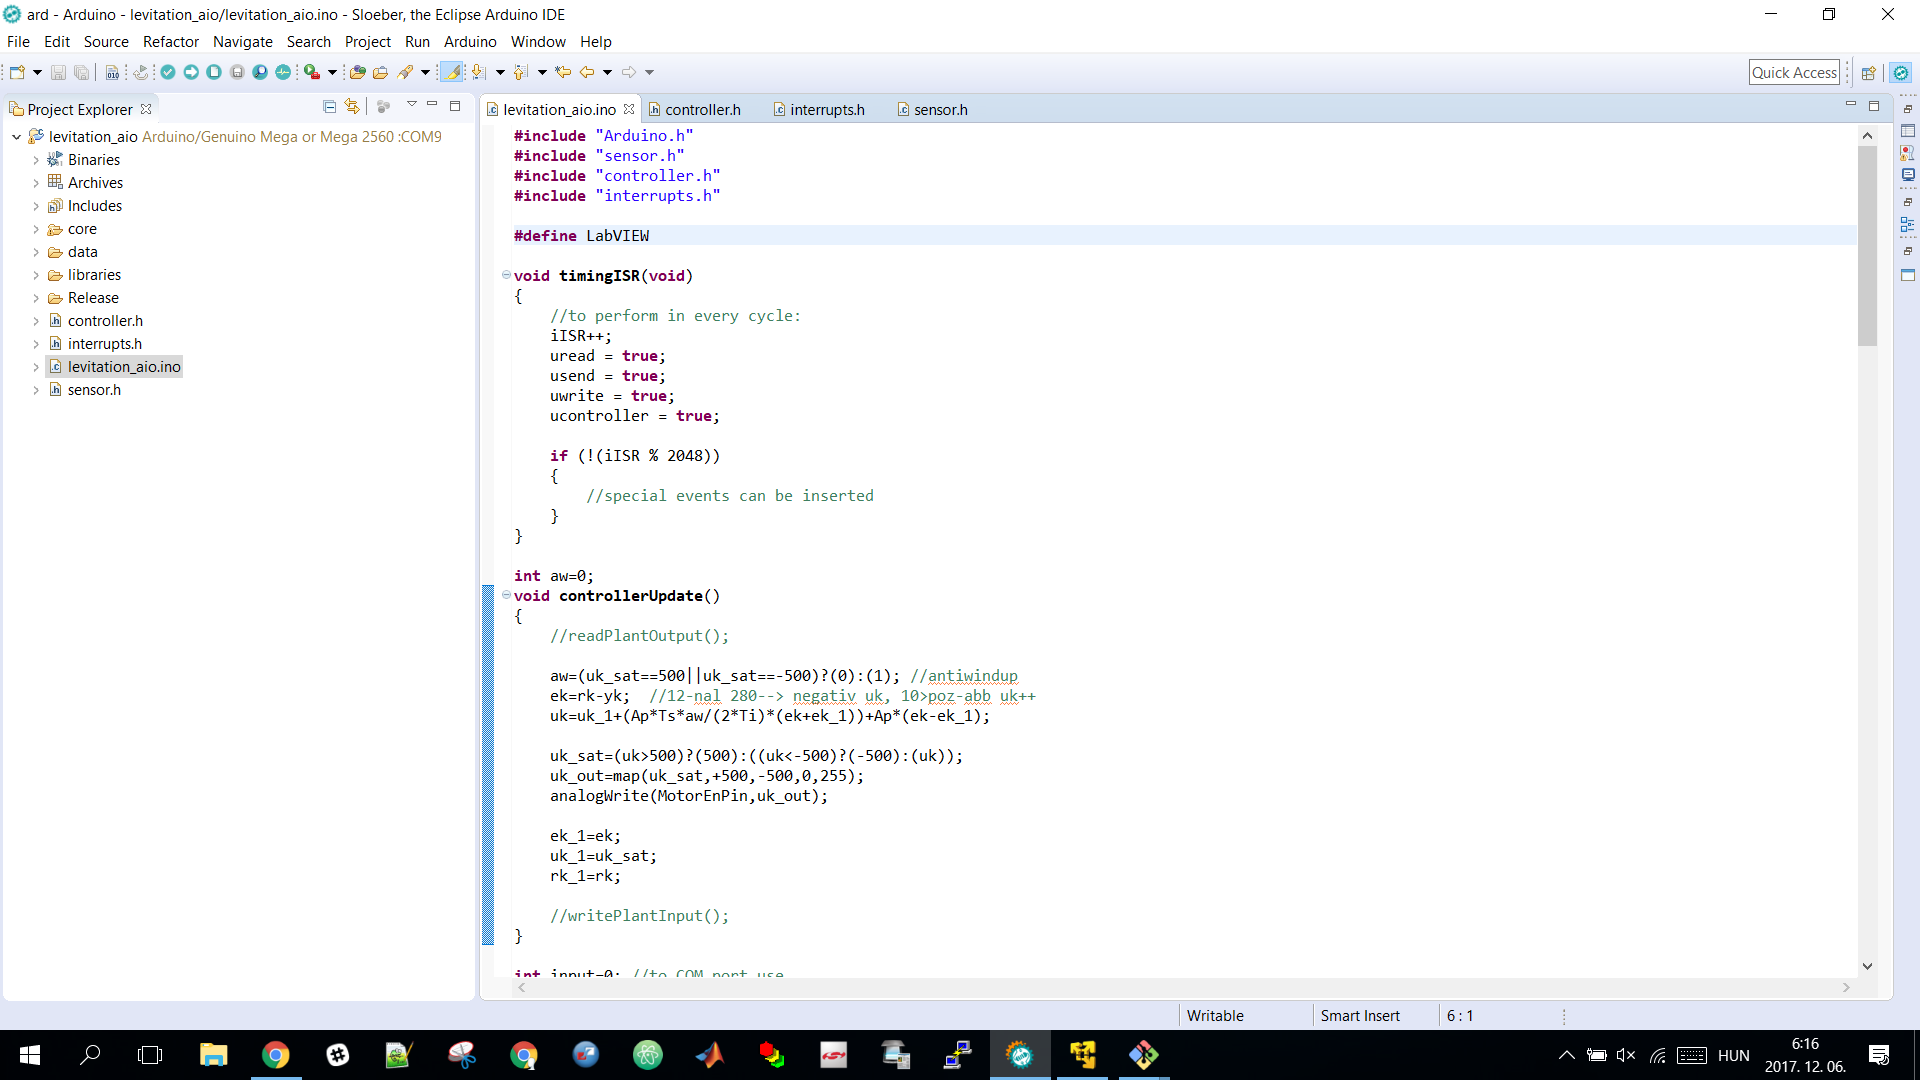 ard - Arduino - levitation_aio/levitation_aio.ino - Sloeber, the Eclipse Arduino IDE
File Edit Source Refactor Navigate Search Project Run Arduino Window Help
Quick Access
Project Explorer
levitation_aio Arduino/Genuino Mega or Mega 2560 :COM9
Binaries
Archives
Includes
core
data
libraries
Release
controller.h
interrupts.h
levitation_aio.ino
sensor.h
levitation_aio.ino controller.h interrupts.h sensor.h
#include "Arduino.h"
#include "sensor.h"
#include "controller.h"
#include "interrupts.h"
#define LabVIEW
void timingISR(void)
{
//to perform in every cycle:
iISR++;
uread = true;
usend = true;
uwrite = true;
ucontroller = true;
if (!(iISR % 2048))
{
//special events can be inserted
}
}
int aw=0;
void controllerUpdate()
{
//readPlantOutput();
aw=(uk_sat==500||uk_sat==-500)?(0):(1); //antiwindup
ek=rk-yk;  //12-nal 280--> negativ uk, 10>poz-abb uk++
uk=uk_1+(Ap*Ts*aw/(2*Ti)*(ek+ek_1))+Ap*(ek-ek_1);
uk_sat=(uk>500)?(500):((uk<-500)?(-500):(uk));
uk_out=map(uk_sat,+500,-500,0,255);
analogWrite(MotorEnPin,uk_out);
ek_1=ek;
uk_1=uk_sat;
rk_1=rk;
//writePlantInput();
}
int input=0; //to COM port use
Writable Smart Insert 6 : 1
HUN
6:16
2017. 12. 06.